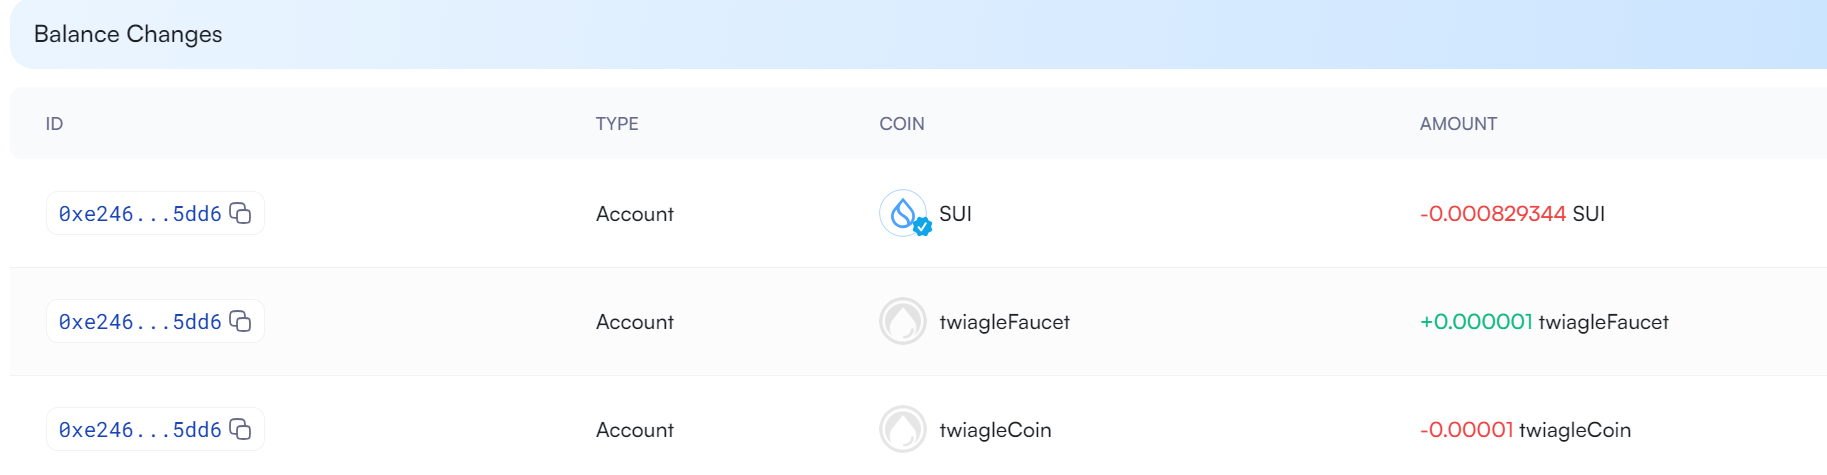 Balance Changes
ID TYPE COIN AMOUNT
0xe246...5dd6 Account SUI -0.000829344 SUI
0xe246...5dd6 Account twiagleFaucet +0.000001 twiagleFaucet
0xe246...5dd6 Account twiagleCoin -0.00001 twiagleCoin